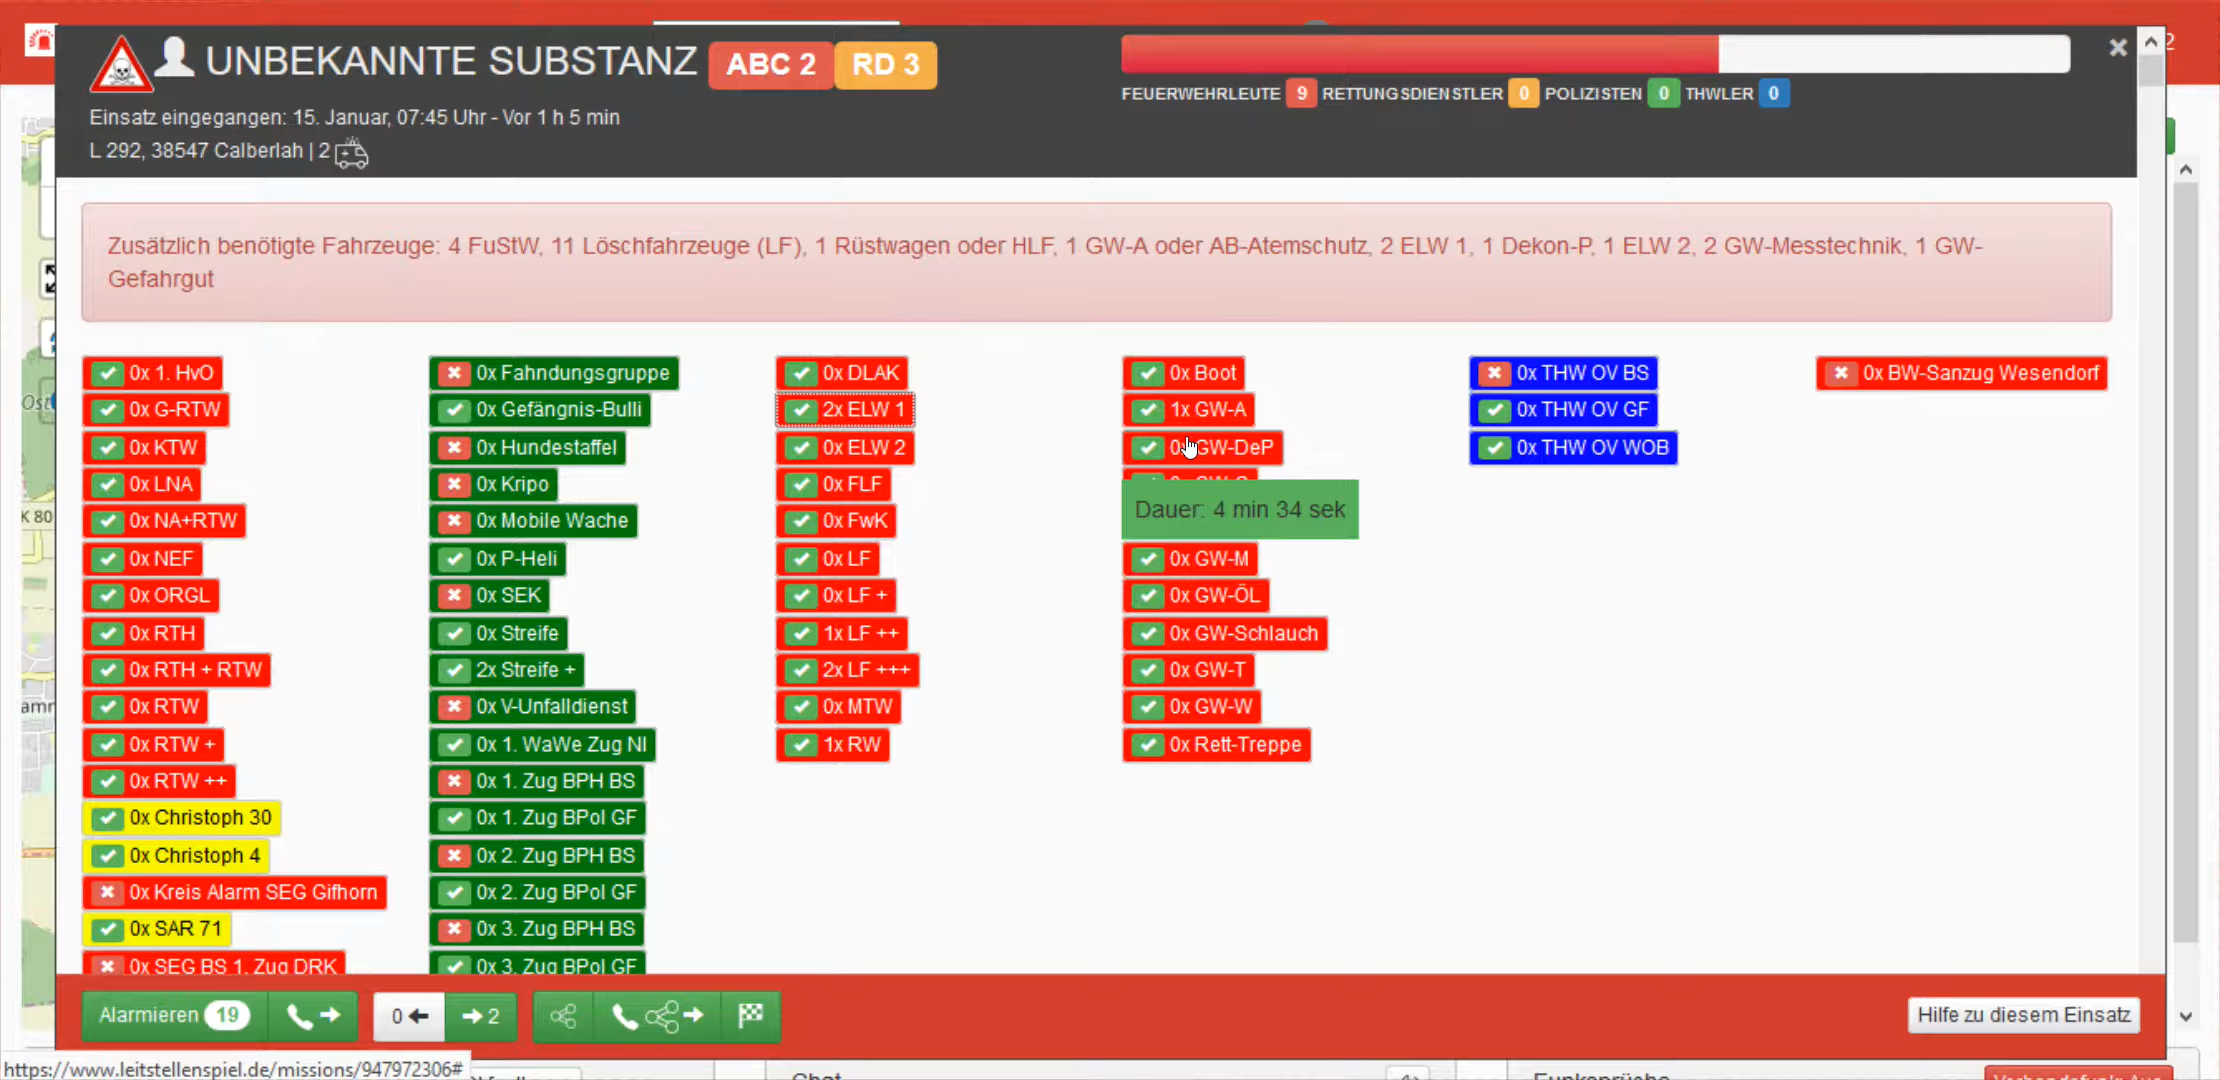 UNBEKANNTE SUBSTANZ ABC 2 RD 3
Einsatz eingegangen: 15. Januar, 07:45 Uhr - Vor 1 h 5 min
L 292, 38547 Calberlah | 2
FEUERWEHRLEUTE 9 RETTUNGSDIENSTLER 0 POLIZISTEN 0 THWLER 0
Zusätzlich benötigte Fahrzeuge: 4 FuStW, 11 Löschfahrzeuge (LF), 1 Rüstwagen oder HLF, 1 GW-A oder AB-Atemschutz, 2 ELW 1, 1 Dekon-P, 1 ELW 2, 2 GW-Messtechnik, 1 GW-
Gefahrgut
0x 1. HvO
0x G-RTW
0x KTW
0x LNA
0x NA+RTW
0x NEF
0x ORGL
0x RTH
0x RTH + RTW
0x RTW
0x RTW +
0x RTW ++
0x Christoph 30
0x Christoph 4
0x Kreis Alarm SEG Gifhorn
0x SAR 71
0x SEG BS 1. Zug DRK
0x Fahndungsgruppe
0x Gefängnis-Bulli
0x Hundestaffel
0x Kripo
0x Mobile Wache
0x P-Heli
0x SEK
0x Streife
2x Streife +
0x V-Unfalldienst
0x 1. WaWe Zug NI
0x 1. Zug BPH BS
0x 1. Zug BPol GF
0x 2. Zug BPH BS
0x 2. Zug BPol GF
0x 3. Zug BPH BS
0x 3. Zug BPol GF
0x DLAK
2x ELW 1
0x ELW 2
0x FLF
0x FwK
0x LF
0x LF +
1x LF ++
2x LF +++
0x MTW
1x RW
0x Boot
1x GW-A
0x GW-DeP
Dauer: 4 min 34 sek
0x GW-M
0x GW-ÖL
0x GW-Schlauch
0x GW-T
0x GW-W
0x Rett-Treppe
0x THW OV BS
0x THW OV GF
0x THW OV WOB
0x BW-Sanzug Wesendorf
Alarmieren 19
0
2
Hilfe zu diesem Einsatz
https://www.leitstellenspiel.de/missions/947972306#
Chat
Funksprüche
K 80
Ost
2